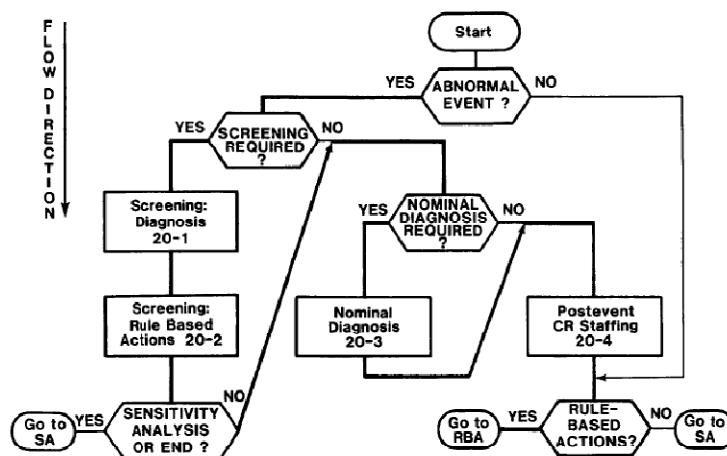 FLOW DIRECTION
Start
YES
ABNORMAL
EVENT ?
NO
YES
SCREENING
REQUIRED
?
NO
Screening:
Diagnosis
20-1
YES
NOMINAL
DIAGNOSIS
REQUIRED
?
NO
Screening:
Rule Based
Actions 20-2
Nominal
Diagnosis
20-3
Postevent
CR Staffing
20-4
Go to
SA
YES
SENSITIVITY
ANALYSIS
OR END ?
NO
Go to
RBA
YES
RULE-
BASED
ACTIONS?
NO
Go to
SA